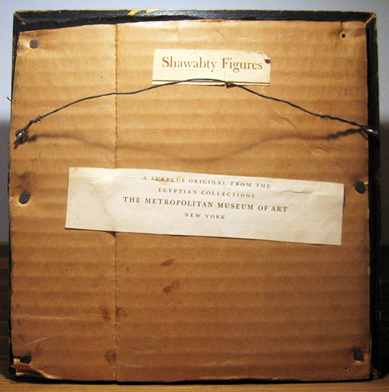 Shawabty Figures
A SURPLUS ORIGINAL FROM THE
EGYPTIAN COLLECTIONS
THE METROPOLITAN MUSEUM OF ART
NEW YORK